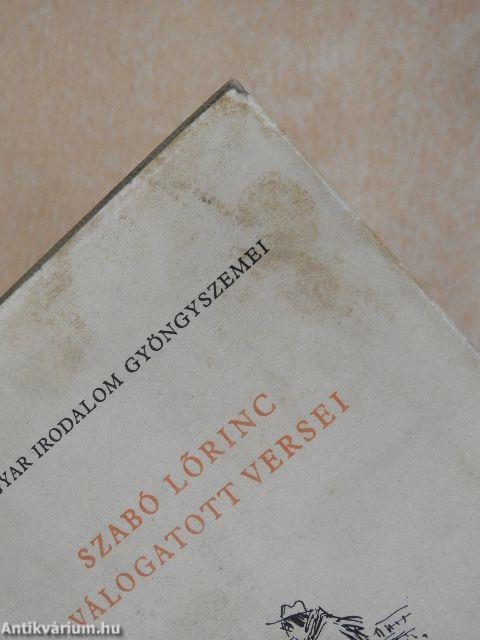 YAR IRODALOM GYÖNGYSZEMEI
SZABÓ LŐRINC
VÁLOGATOTT VERSEI
Antikvárium.hu